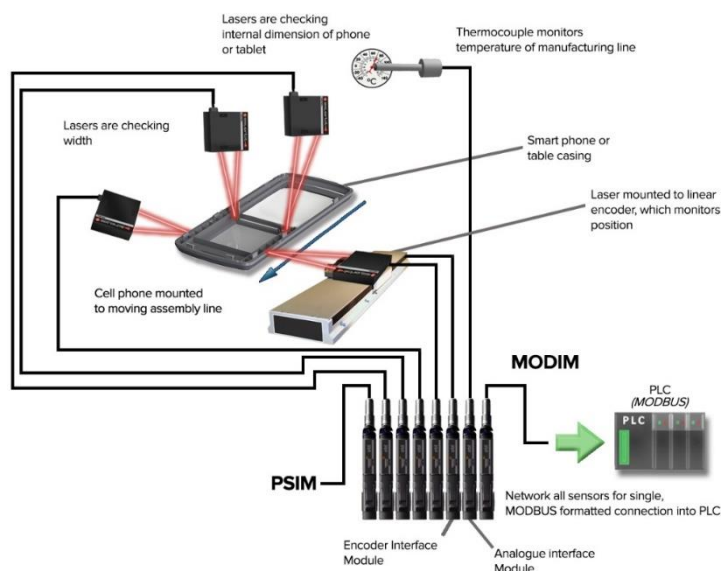 Lasers are checking
internal dimension of phone
or tablet
Thermocouple monitors
temperature of manufacturing line
°C
Lasers are checking
width
Smart phone or
table casing
Laser mounted to linear
encoder, which monitors
position
Cell phone mounted
to moving assembly line
MODIM
PLC
(MODBUS)
PLC
PSIM
Network all sensors for single,
MODBUS formatted connection into PLC
Encoder Interface
Module
Analogue interface
Module